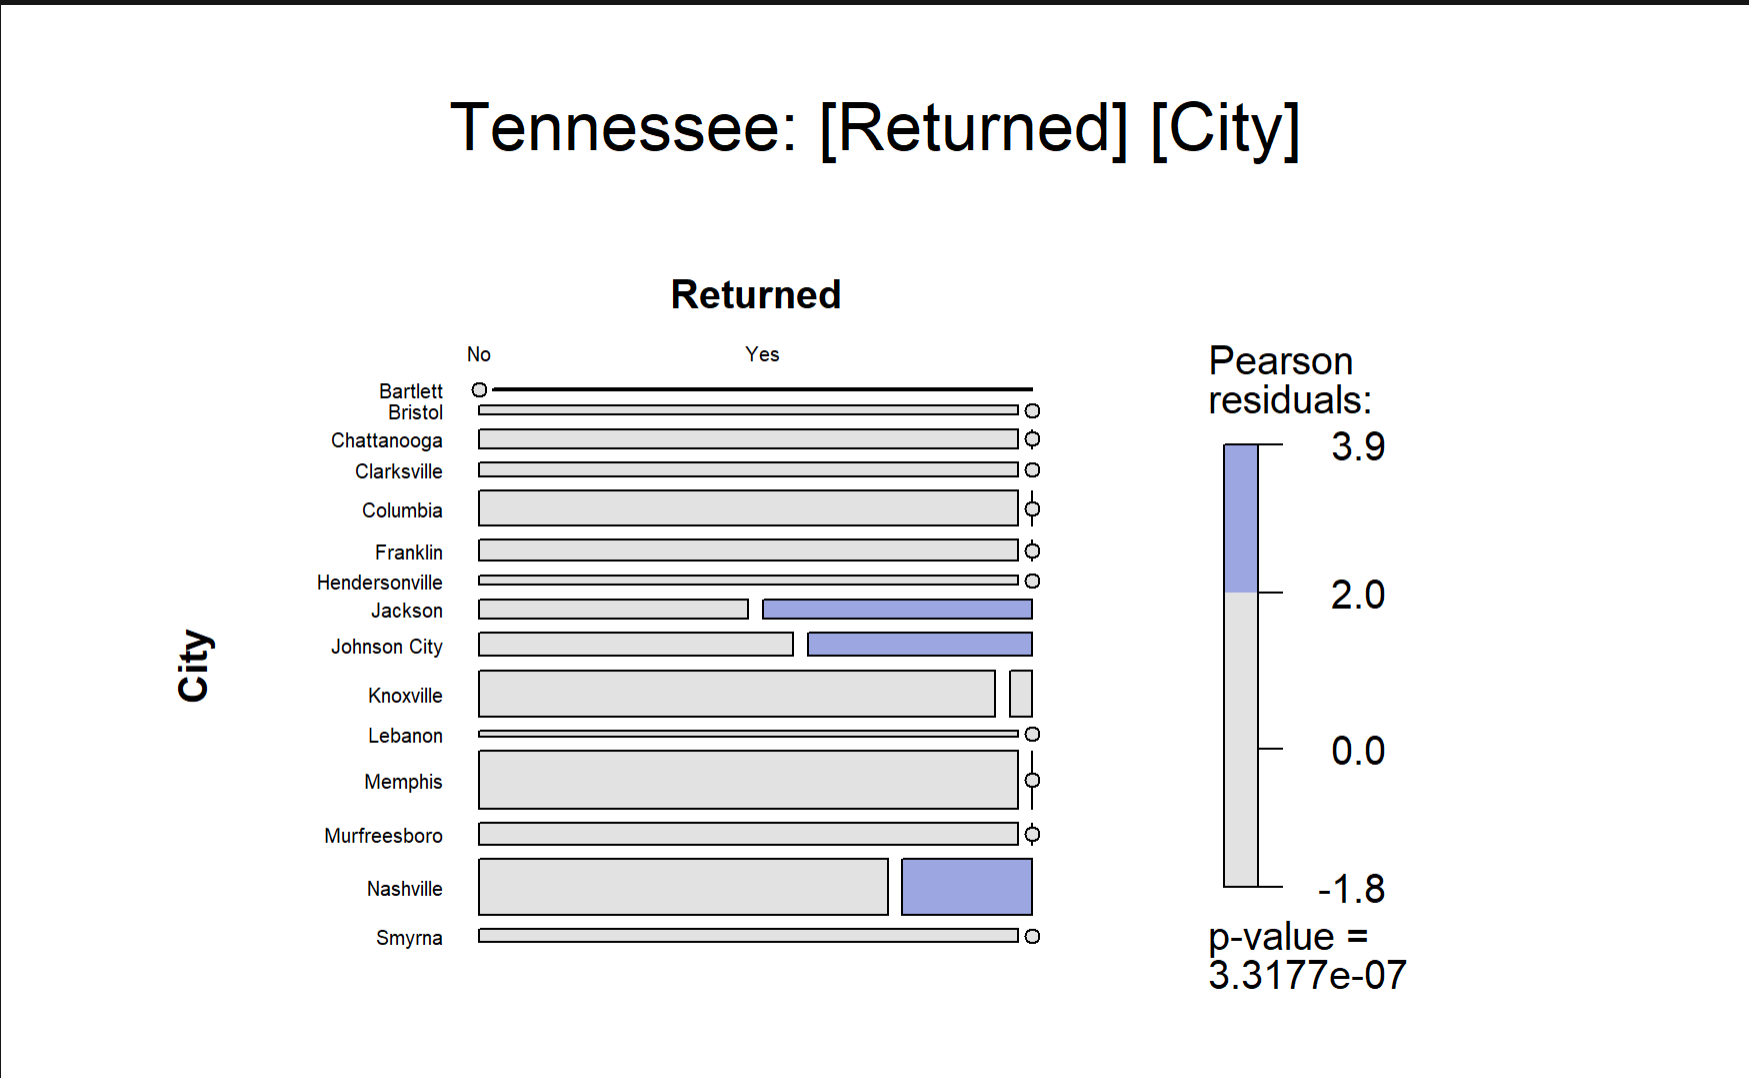 Tennessee: [Returned] [City]
Returned
No Yes
Bartlett
Bristol
Chattanooga
Clarksville
Columbia
Franklin
Hendersonville
Jackson
Johnson City
Knoxville
Lebanon
Memphis
Murfreesboro
Nashville
Smyrna
City
Pearson
residuals:
3.9
2.0
0.0
-1.8
p-value =
3.3177e-07